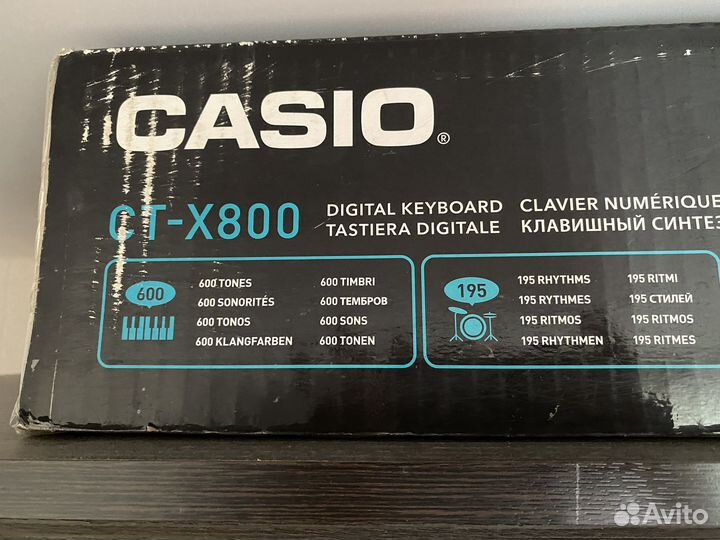 CASIO®
CT-X800
DIGITAL KEYBOARD CLAVIER NUMÉRIQUE
TASTIERA DIGITALE КЛАВИШНЫЙ СИНТЕЗ
600
600 TONES 600 TIMBRI
600 SONORITÉS 600 ТЕМБРОВ
600 TONOS 600 SONS
600 KLANGFARBEN 600 TONEN
195
195 RHYTHMS 195 RITMI
195 RYTHMES 195 СТИЛЕЙ
195 RITMOS 195 RITMOS
195 RHYTHMEN 195 RITMES
Avito